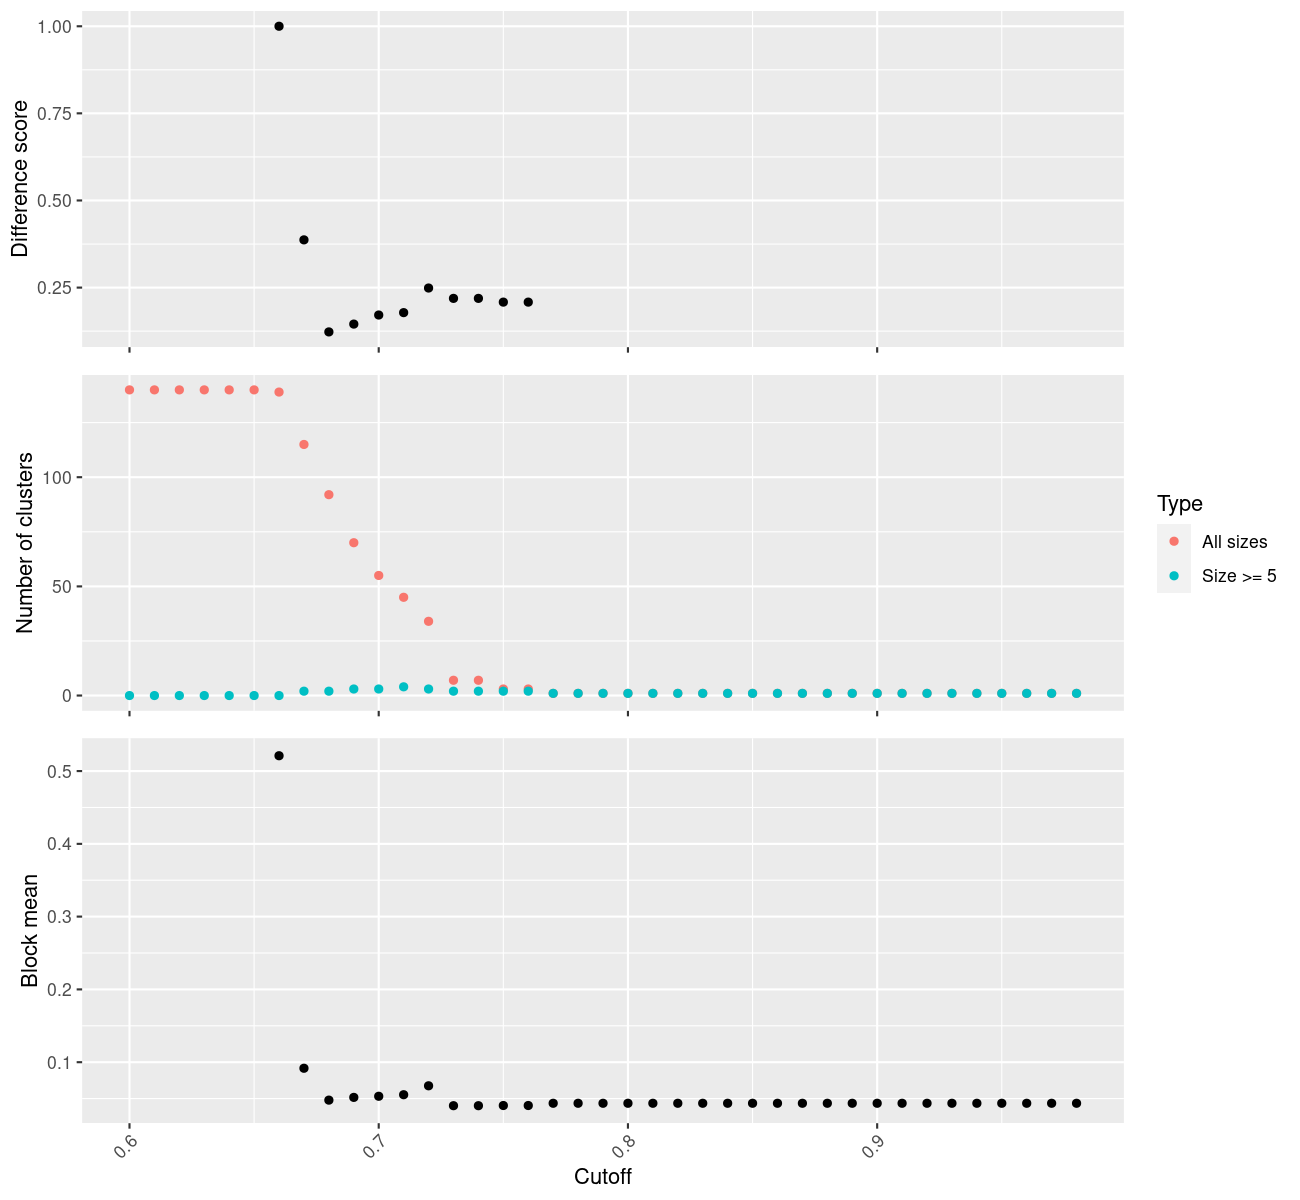 Difference score
1.00
0.75
0.50
0.25
Number of clusters
100
50
0
Type
All sizes
Size >= 5
Block mean
0.5
0.4
0.3
0.2
0.1
0.6 0.7 0.8 0.9
Cutoff